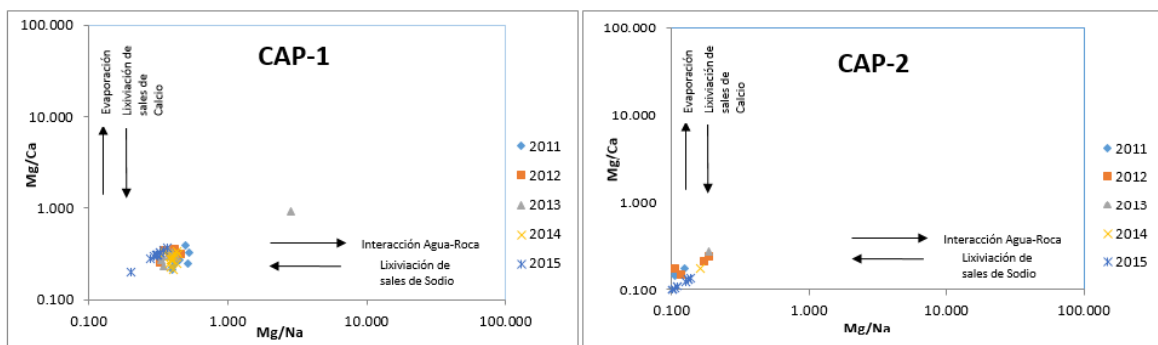 CAP-1
100.000
10.000
1.000
0.100
Mg/Ca
Evaporación
Lixiviación de
sales de
Calcio
Interacción Agua-Roca
Lixiviación de
sales de Sodio
0.100
1.000
10.000
100.000
Mg/Na
2011
2012
2013
2014
2015
CAP-2
100.000
10.000
1.000
0.100
Mg/Ca
Evaporación
Lixiviación de
sales de
Calcio
Interacción Agua-Roca
Lixiviación de
sales de Sodio
0.100
1.000
10.000
100.000
Mg/Na
2011
2012
2013
2014
2015